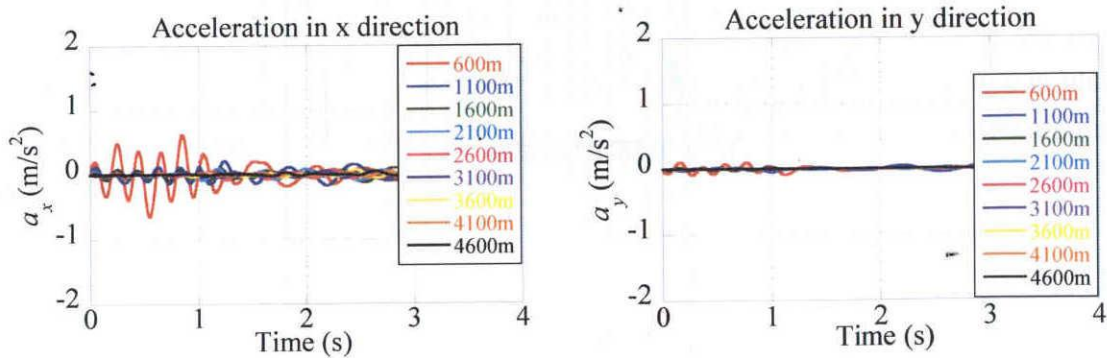 Acceleration in x direction
2
1
0
-1
-2
a_x (m/s²)
600m
1100m
1600m
2100m
2600m
3100m
3600m
4100m
4600m
0 1 2 3 4
Time (s)
Acceleration in y direction
2
1
0
-1
-2
a_y (m/s²)
600m
1100m
1600m
2100m
2600m
3100m
3600m
4100m
4600m
0 1 2 3 4
Time (s)